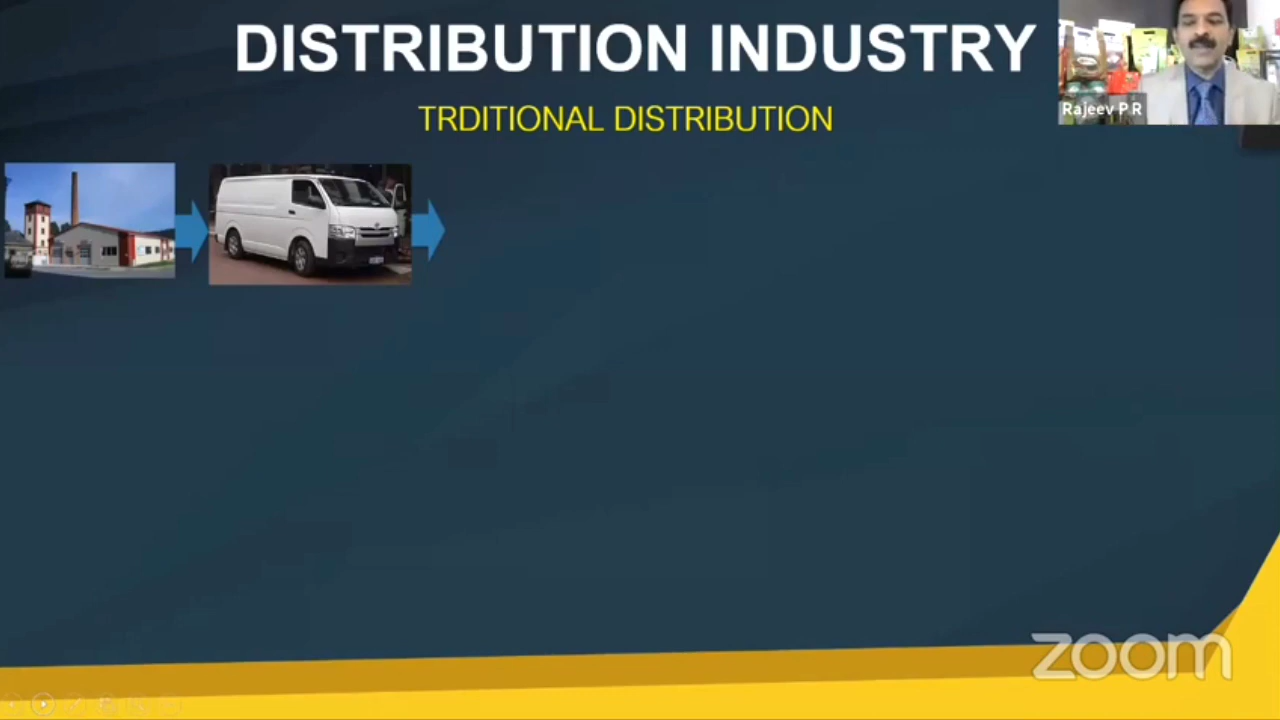 DISTRIBUTION INDUSTRY
TRDITIONAL DISTRIBUTION
Rajeev P R
zoom